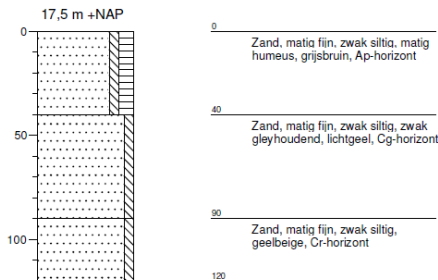 17,5 m +NAP
0
50
100
0
Zand, matig fijn, zwak siltig, matig
humeus, grijsbruin, Ap-horizont
40
Zand, matig fijn, zwak siltig, zwak
gleyhoudend, lichtgeel, Cg-horizont
90
Zand, matig fijn, zwak siltig,
geelbeige, Cr-horizont
120